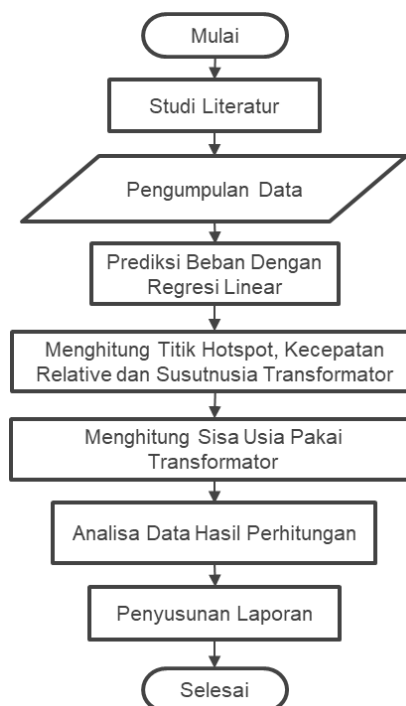 Mulai
Studi Literatur
Pengumpulan Data
Prediksi Beban Dengan
Regresi Linear
Menghitung Titik Hotspot, Kecepatan
Relative dan Susutnusia Transformator
Menghitung Sisa Usia Pakai
Transformator
Analisa Data Hasil Perhitungan
Penyusunan Laporan
Selesai